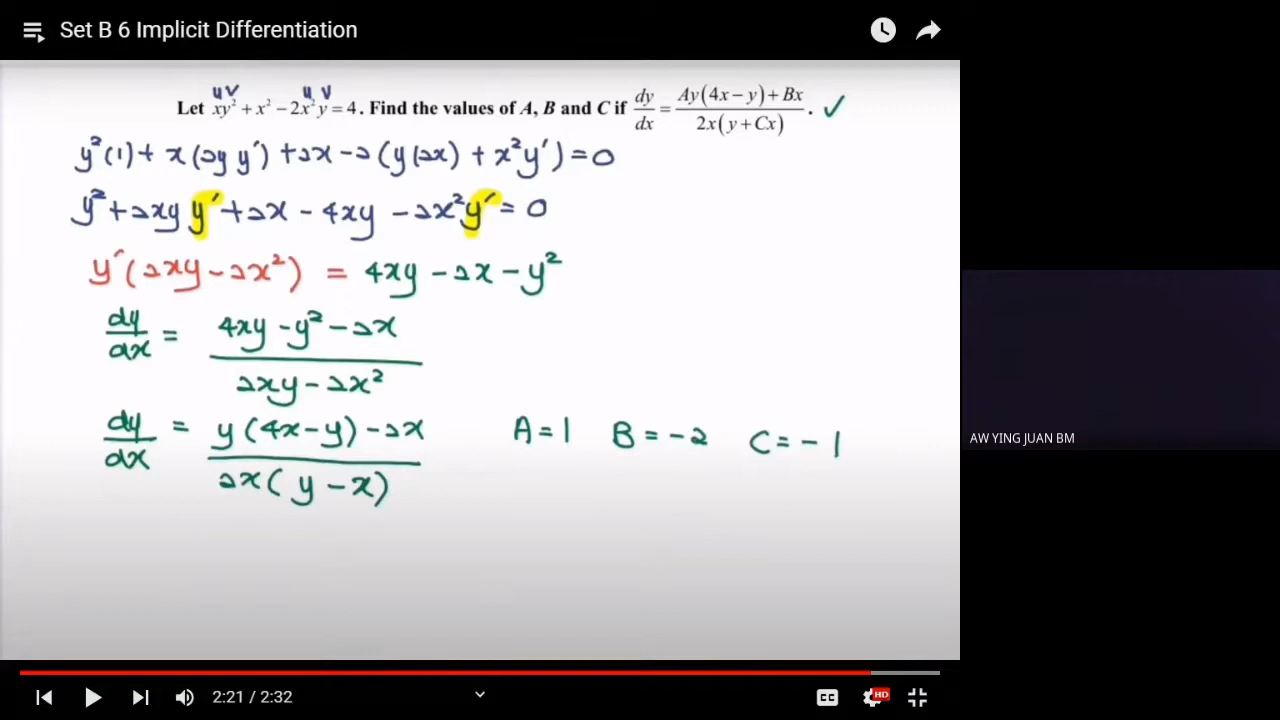 Set B 6 Implicit Differentiation
u v u v
Let xy² + x² − 2x²y = 4. Find the values of A, B and C if dy/dx = (Ay(4x − y) + Bx)/(2x(y + Cx)). ✓
y²(1) + x(2y y′) + 2x − 2(y(2x) + x²y′) = 0
y² + 2xy y′ + 2x − 4xy − 2x²y′ = 0
y′(2xy − 2x²) = 4xy − 2x − y²
dy/dx = (4xy − y² − 2x)/(2xy − 2x²)
dy/dx = (y(4x − y) − 2x)/(2x(y − x)) A = 1 B = −2 C = −1
AW YING JUAN BM
2:21 / 2:32
CC
HD